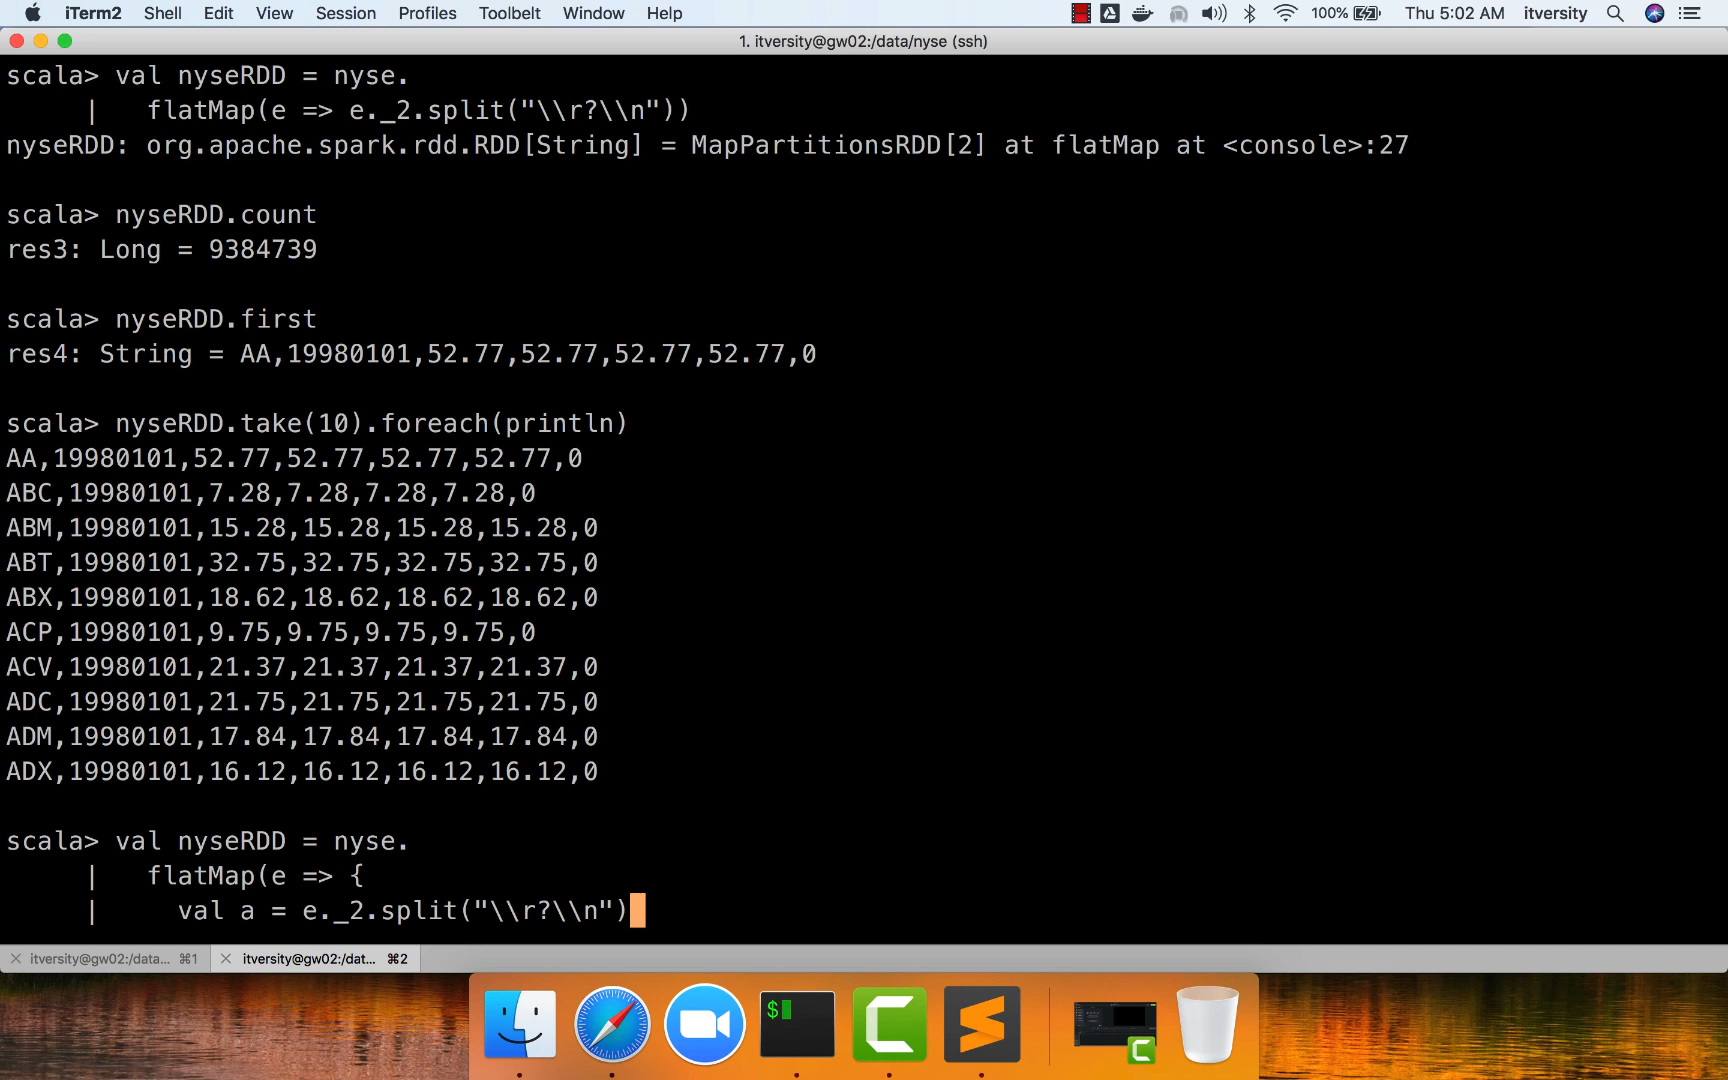 iTerm2 Shell Edit View Session Profiles Toolbelt Window Help 100% Thu 5:02 AM itversity
1. itversity@gw02:/data/nyse (ssh)
scala> val nyseRDD = nyse.
     |   flatMap(e => e._2.split("\\r?\\n"))
nyseRDD: org.apache.spark.rdd.RDD[String] = MapPartitionsRDD[2] at flatMap at <console>:27
scala> nyseRDD.count
res3: Long = 9384739
scala> nyseRDD.first
res4: String = AA,19980101,52.77,52.77,52.77,52.77,0
scala> nyseRDD.take(10).foreach(println)
AA,19980101,52.77,52.77,52.77,52.77,0
ABC,19980101,7.28,7.28,7.28,7.28,0
ABM,19980101,15.28,15.28,15.28,15.28,0
ABT,19980101,32.75,32.75,32.75,32.75,0
ABX,19980101,18.62,18.62,18.62,18.62,0
ACP,19980101,9.75,9.75,9.75,9.75,0
ACV,19980101,21.37,21.37,21.37,21.37,0
ADC,19980101,21.75,21.75,21.75,21.75,0
ADM,19980101,17.84,17.84,17.84,17.84,0
ADX,19980101,16.12,16.12,16.12,16.12,0
scala> val nyseRDD = nyse.
     |   flatMap(e => {
     |     val a = e._2.split("\\r?\\n")
itversity@gw02:/data... ⌘1 itversity@gw02:/dat... ⌘2
$